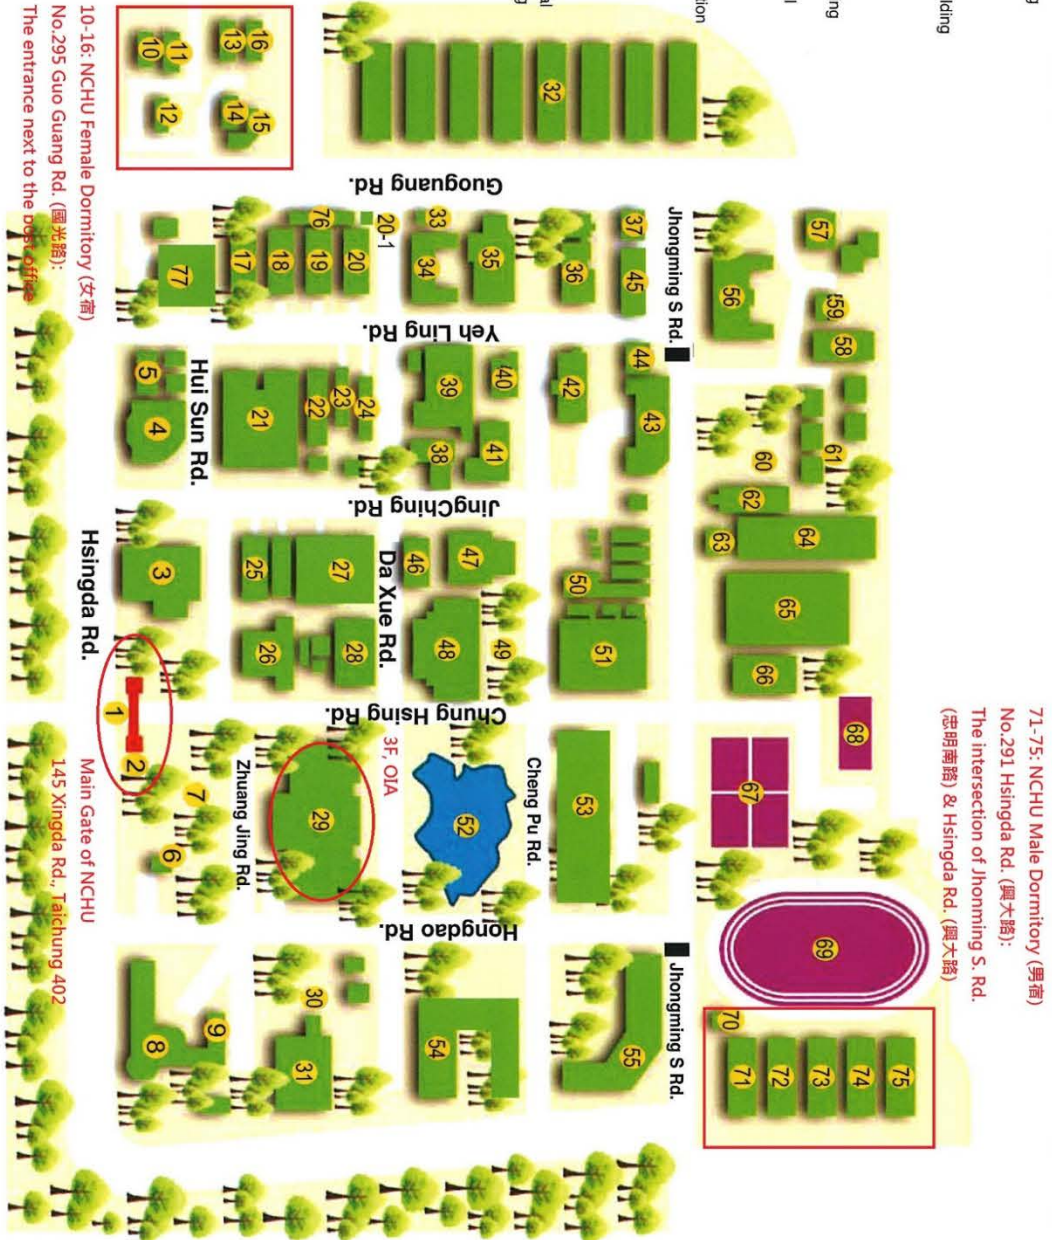 g
lding
ng
l
tion
al
g
71-75: NCHU Male Dormitory (男宿)
No.291 Hsingda Rd. (興大路):
The intersection of Jhonming S. Rd.
(忠明南路) & Hsingda Rd. (興大路)
75
74
73
72
71
70
69
68
67
66
65
64
63
62
61
60
59
58
57
56
Jhongming S Rd.
Jhongming S Rd.
37
45
44
43
50
51
53
55
32
36
42
Cheng Pu Rd.
35
40
41
47
49
52
54
33
34
39
38
46
48
3F, OIA
Da Xue Rd.
Guoguang Rd.
Yeh Ling Rd.
JingChing Rd.
Chung Hsing Rd.
Hongdao Rd.
20-1
20
19
18
17
76
24
23
22
21
27
25
28
26
29
30
31
Zhuang Jing Rd.
Hui Sun Rd.
77
5
4
3
1
2
7
6
9
8
Hsingda Rd.
16
13
15
14
11
10
12
10-16: NCHU Female Dormitory (女宿)
No.295 Guo Guang Rd. (國光路):
The entrance next to the post office
Main Gate of NCHU
145 Xingda Rd., Taichung 402